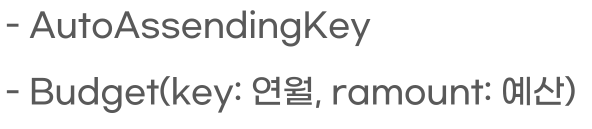 - AutoAssendingKey
- Budget(key: 연월, ramount: 예산)